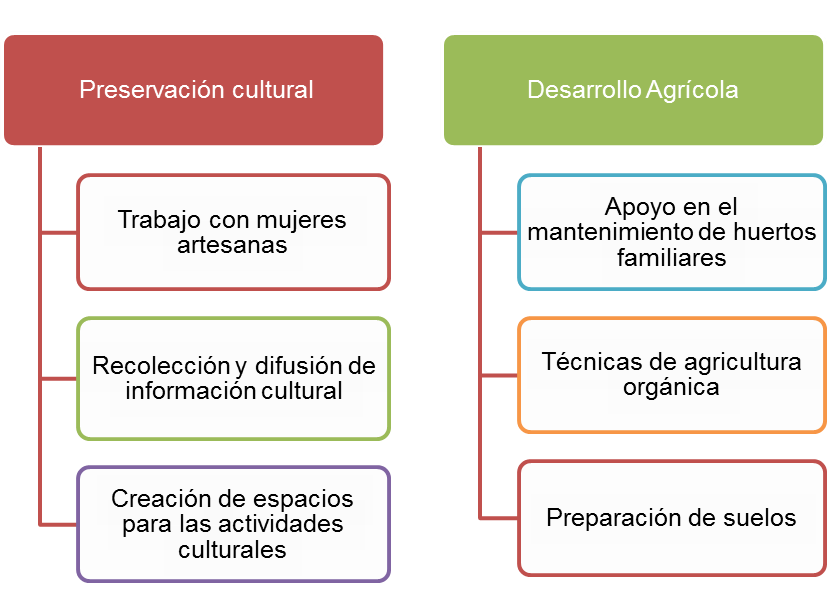 Preservación cultural
Trabajo con mujeres
artesanas
Recolección y difusión de
información cultural
Creación de espacios
para las actividades
culturales
Desarrollo Agrícola
Apoyo en el
mantenimiento de huertos
familiares
Técnicas de agricultura
orgánica
Preparación de suelos